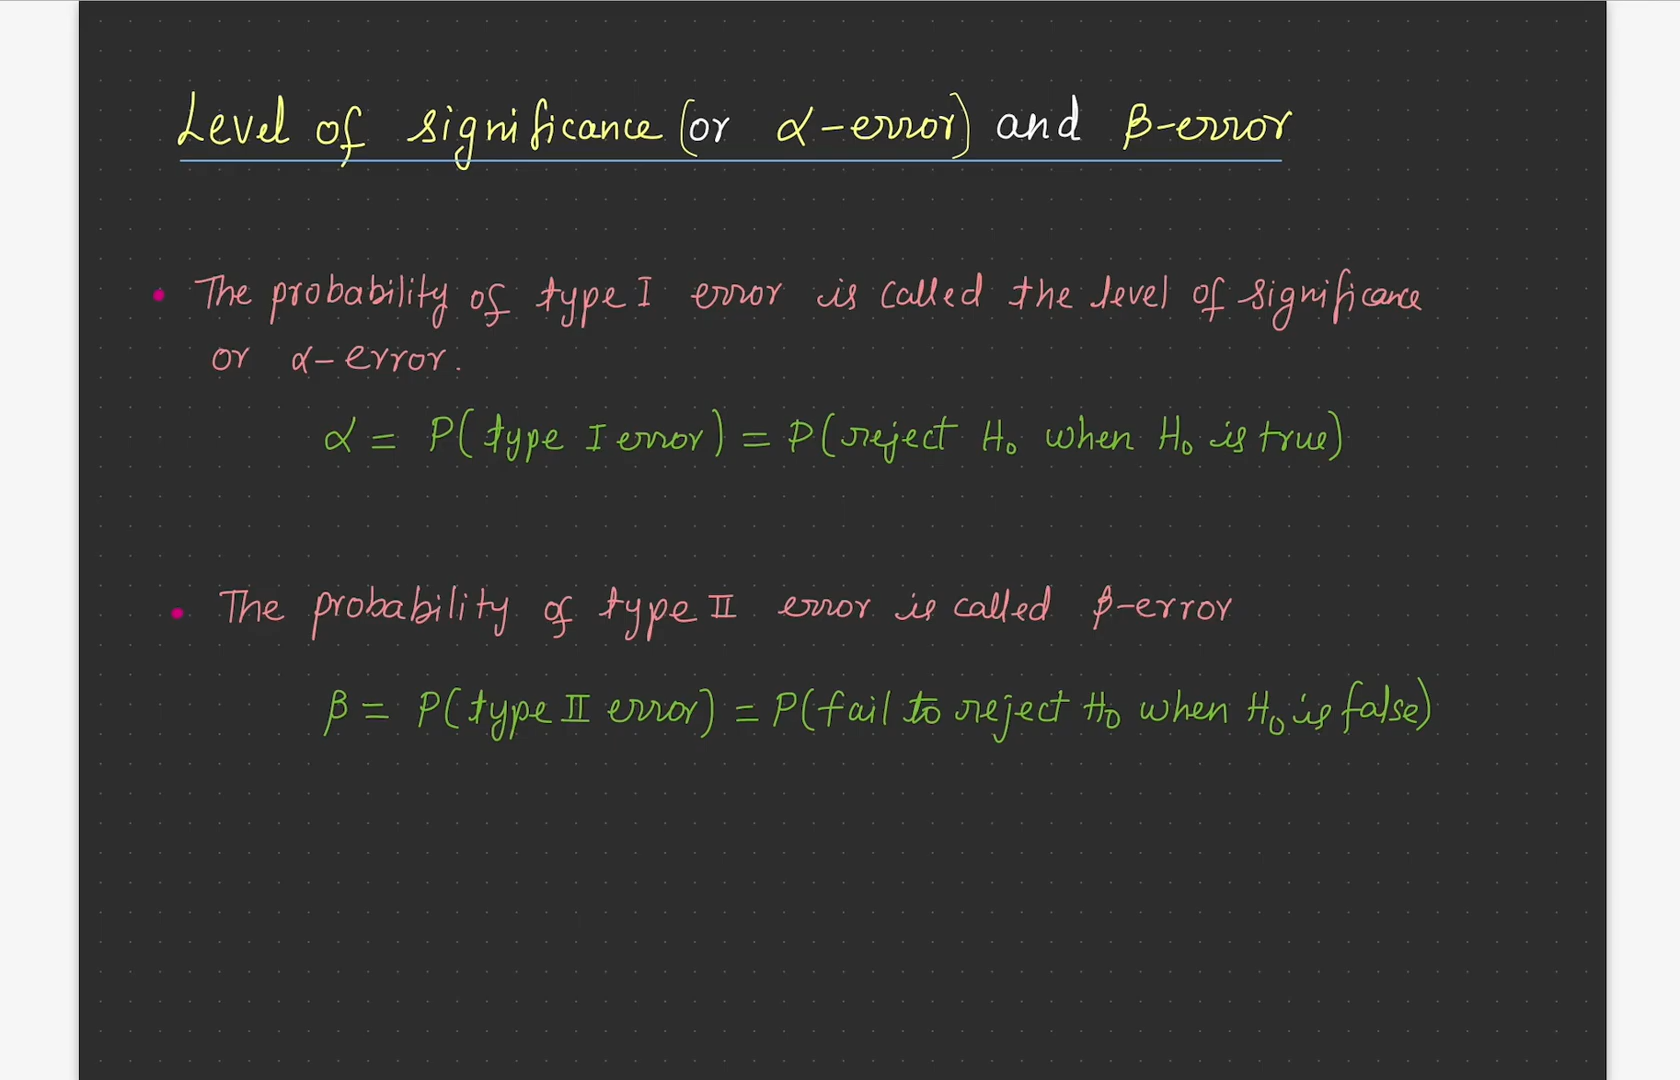 Level of significance (or α-error) and β-error
• The probability of type I error is called the level of significance
or α-error.
α = P(type I error) = P(reject H₀ when H₀ is true)
• The probability of type II error is called β-error
β = P(type II error) = P(fail to reject H₀ when H₀ is false)